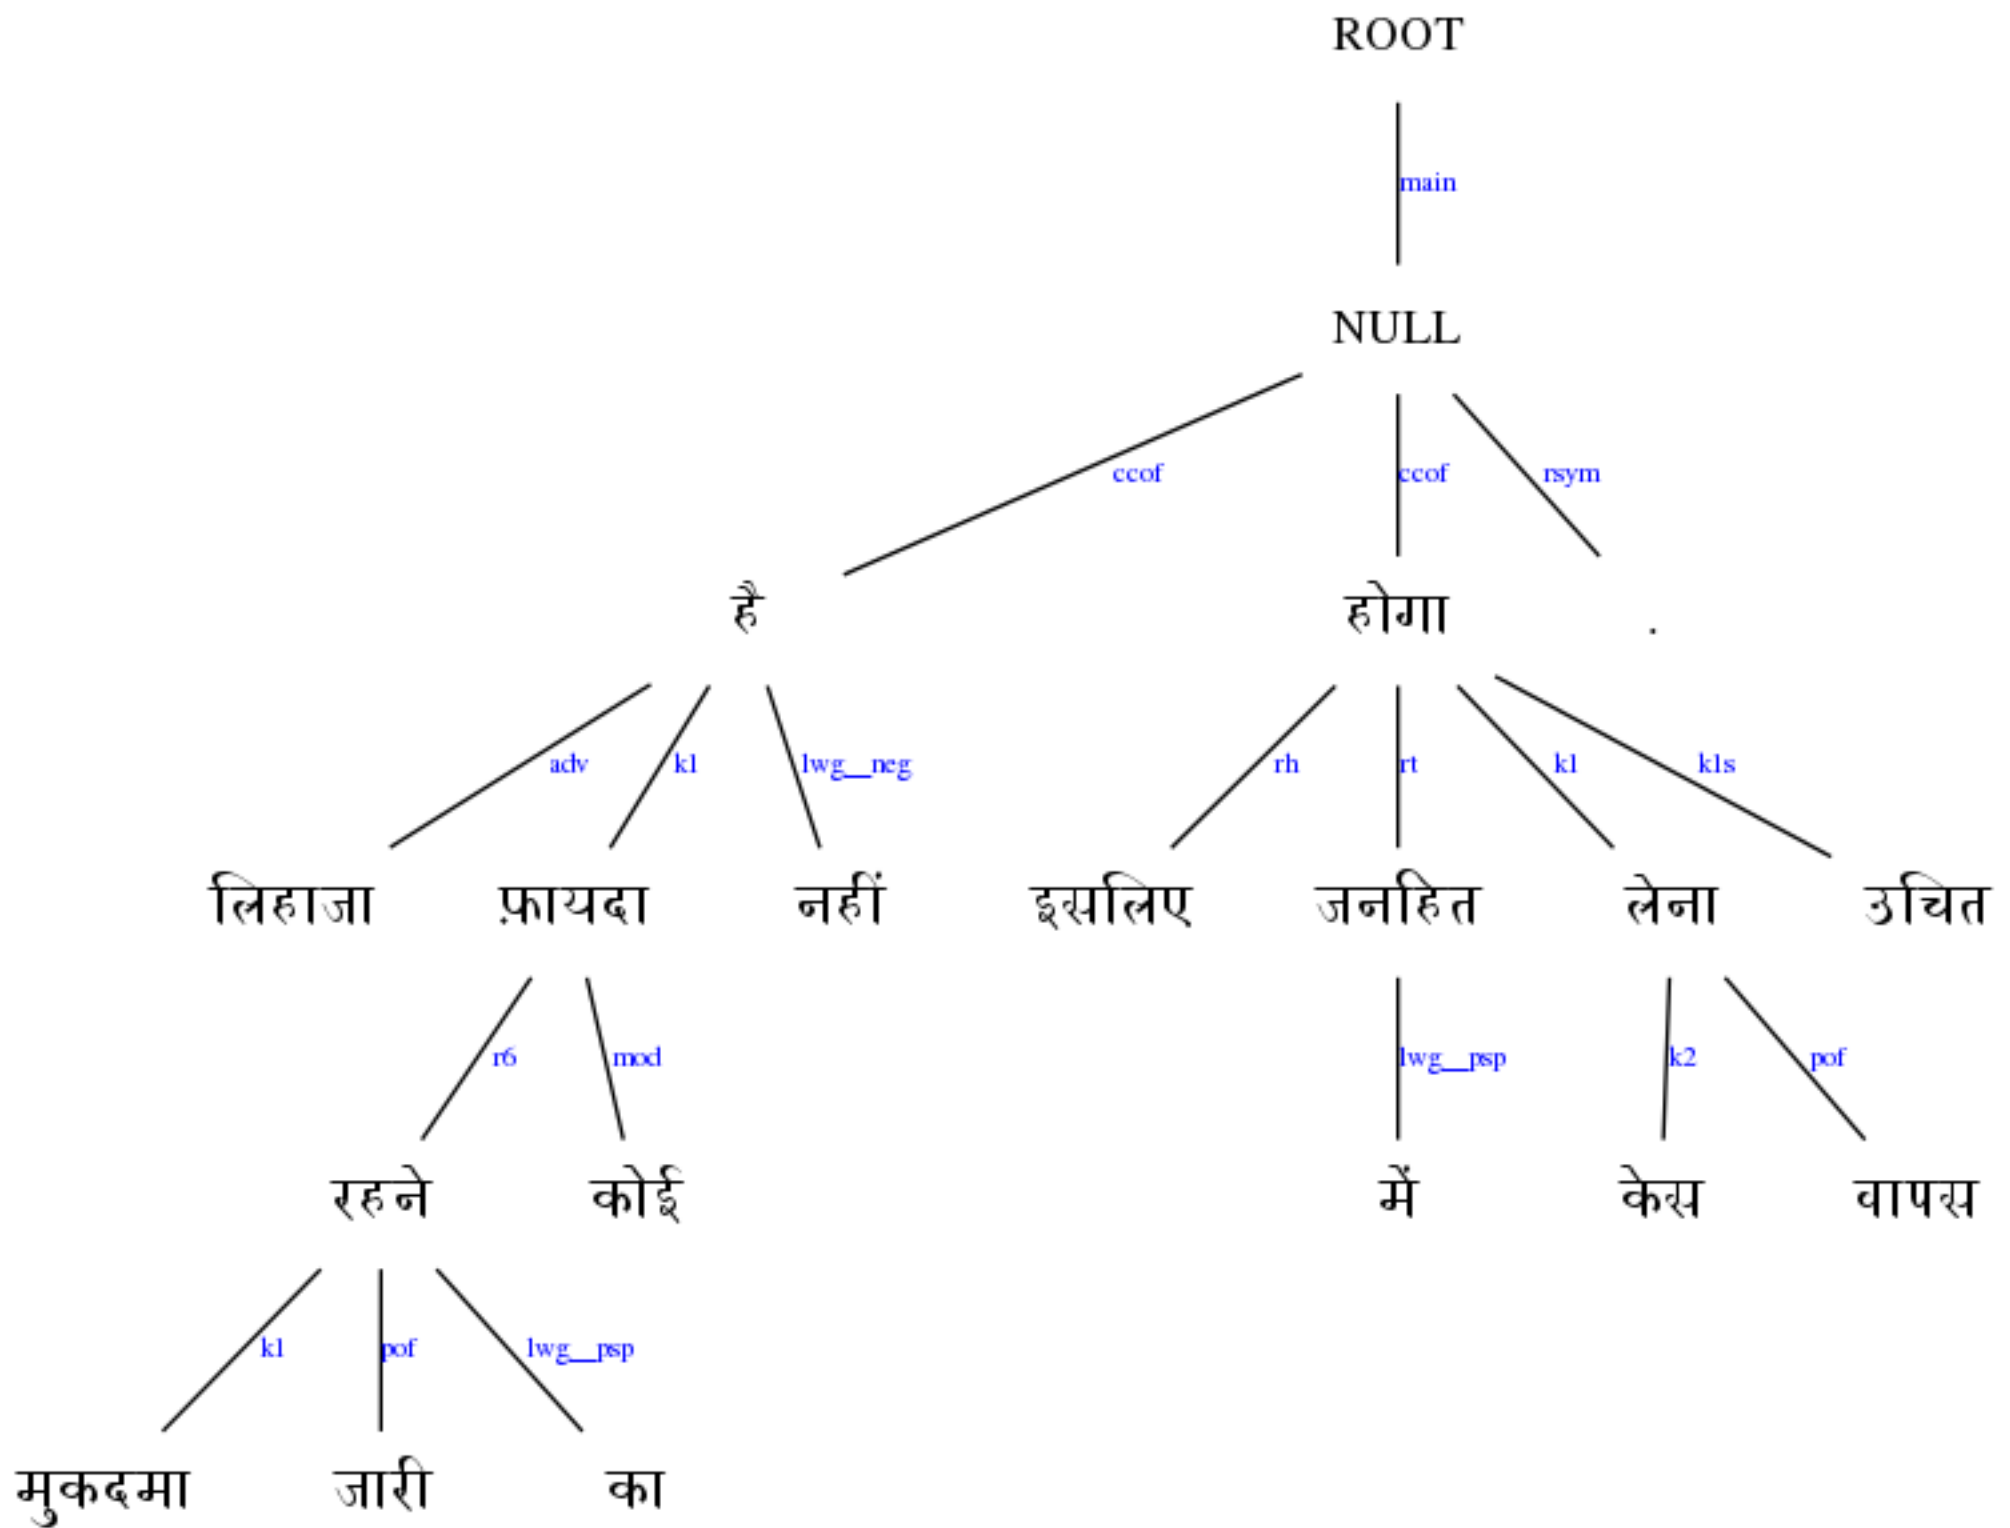 ROOT
main
NULL
ccof ccof rsym
है होगा .
adv k1 lwg__neg rh rt k1 k1s
लिहाजा फ़ायदा नहीं इसलिए जनहित लेना उचित
r6 mod lwg__psp k2 pof
रहने कोई में केस वापस
k1 pof lwg__psp
मुकदमा जारी का